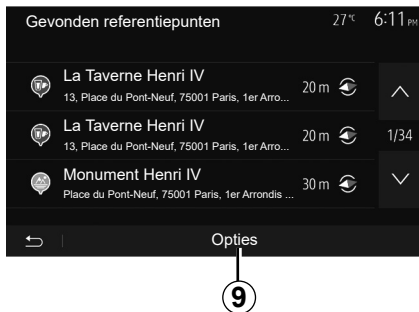 Gevonden referentiepunten 27°C 6:11 PM
La Taverne Henri IV 20 m
13, Place du Pont-Neuf, 75001 Paris, 1er Arro...
La Taverne Henri IV 20 m 1/34
13, Place du Pont-Neuf, 75001 Paris, 1er Arro...
Monument Henri IV 30 m
Place du Pont-Neuf, 75001 Paris, 1er Arrondis ...
Opties
9